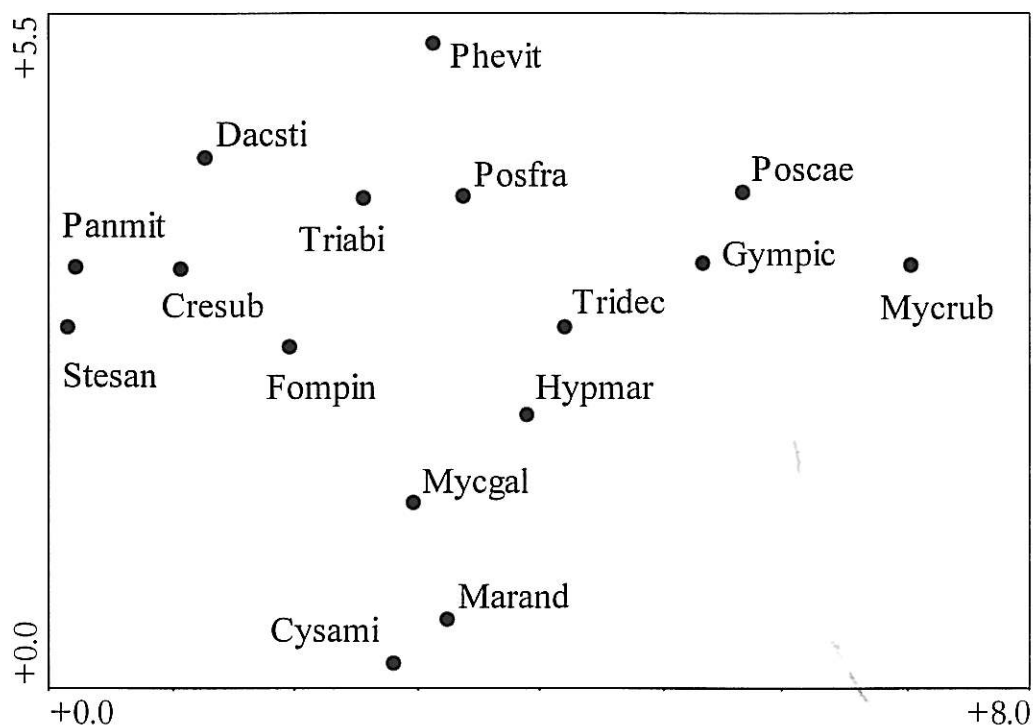 +5.5
Phevit
Dacsti
Posfra
Poscae
Panmit
Triabi
Gympic
Cresub
Tridec
Mycrub
Stesan
Fompin
Hypmar
Mycgal
Marand
Cysami
+0.0
+0.0
+8.0